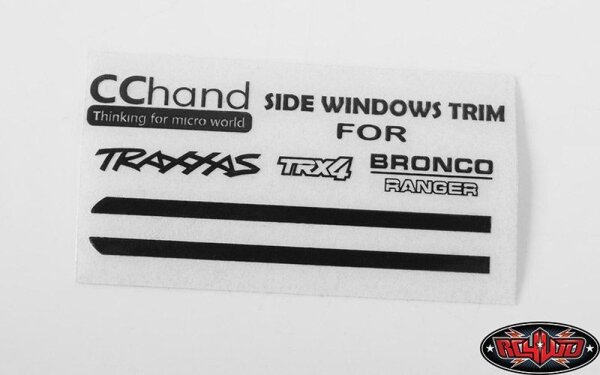 CChand
Thinking for micro world
SIDE WINDOWS TRIM
FOR
TRAXXAS
TRX4
BRONCO
RANGER
RC4WD